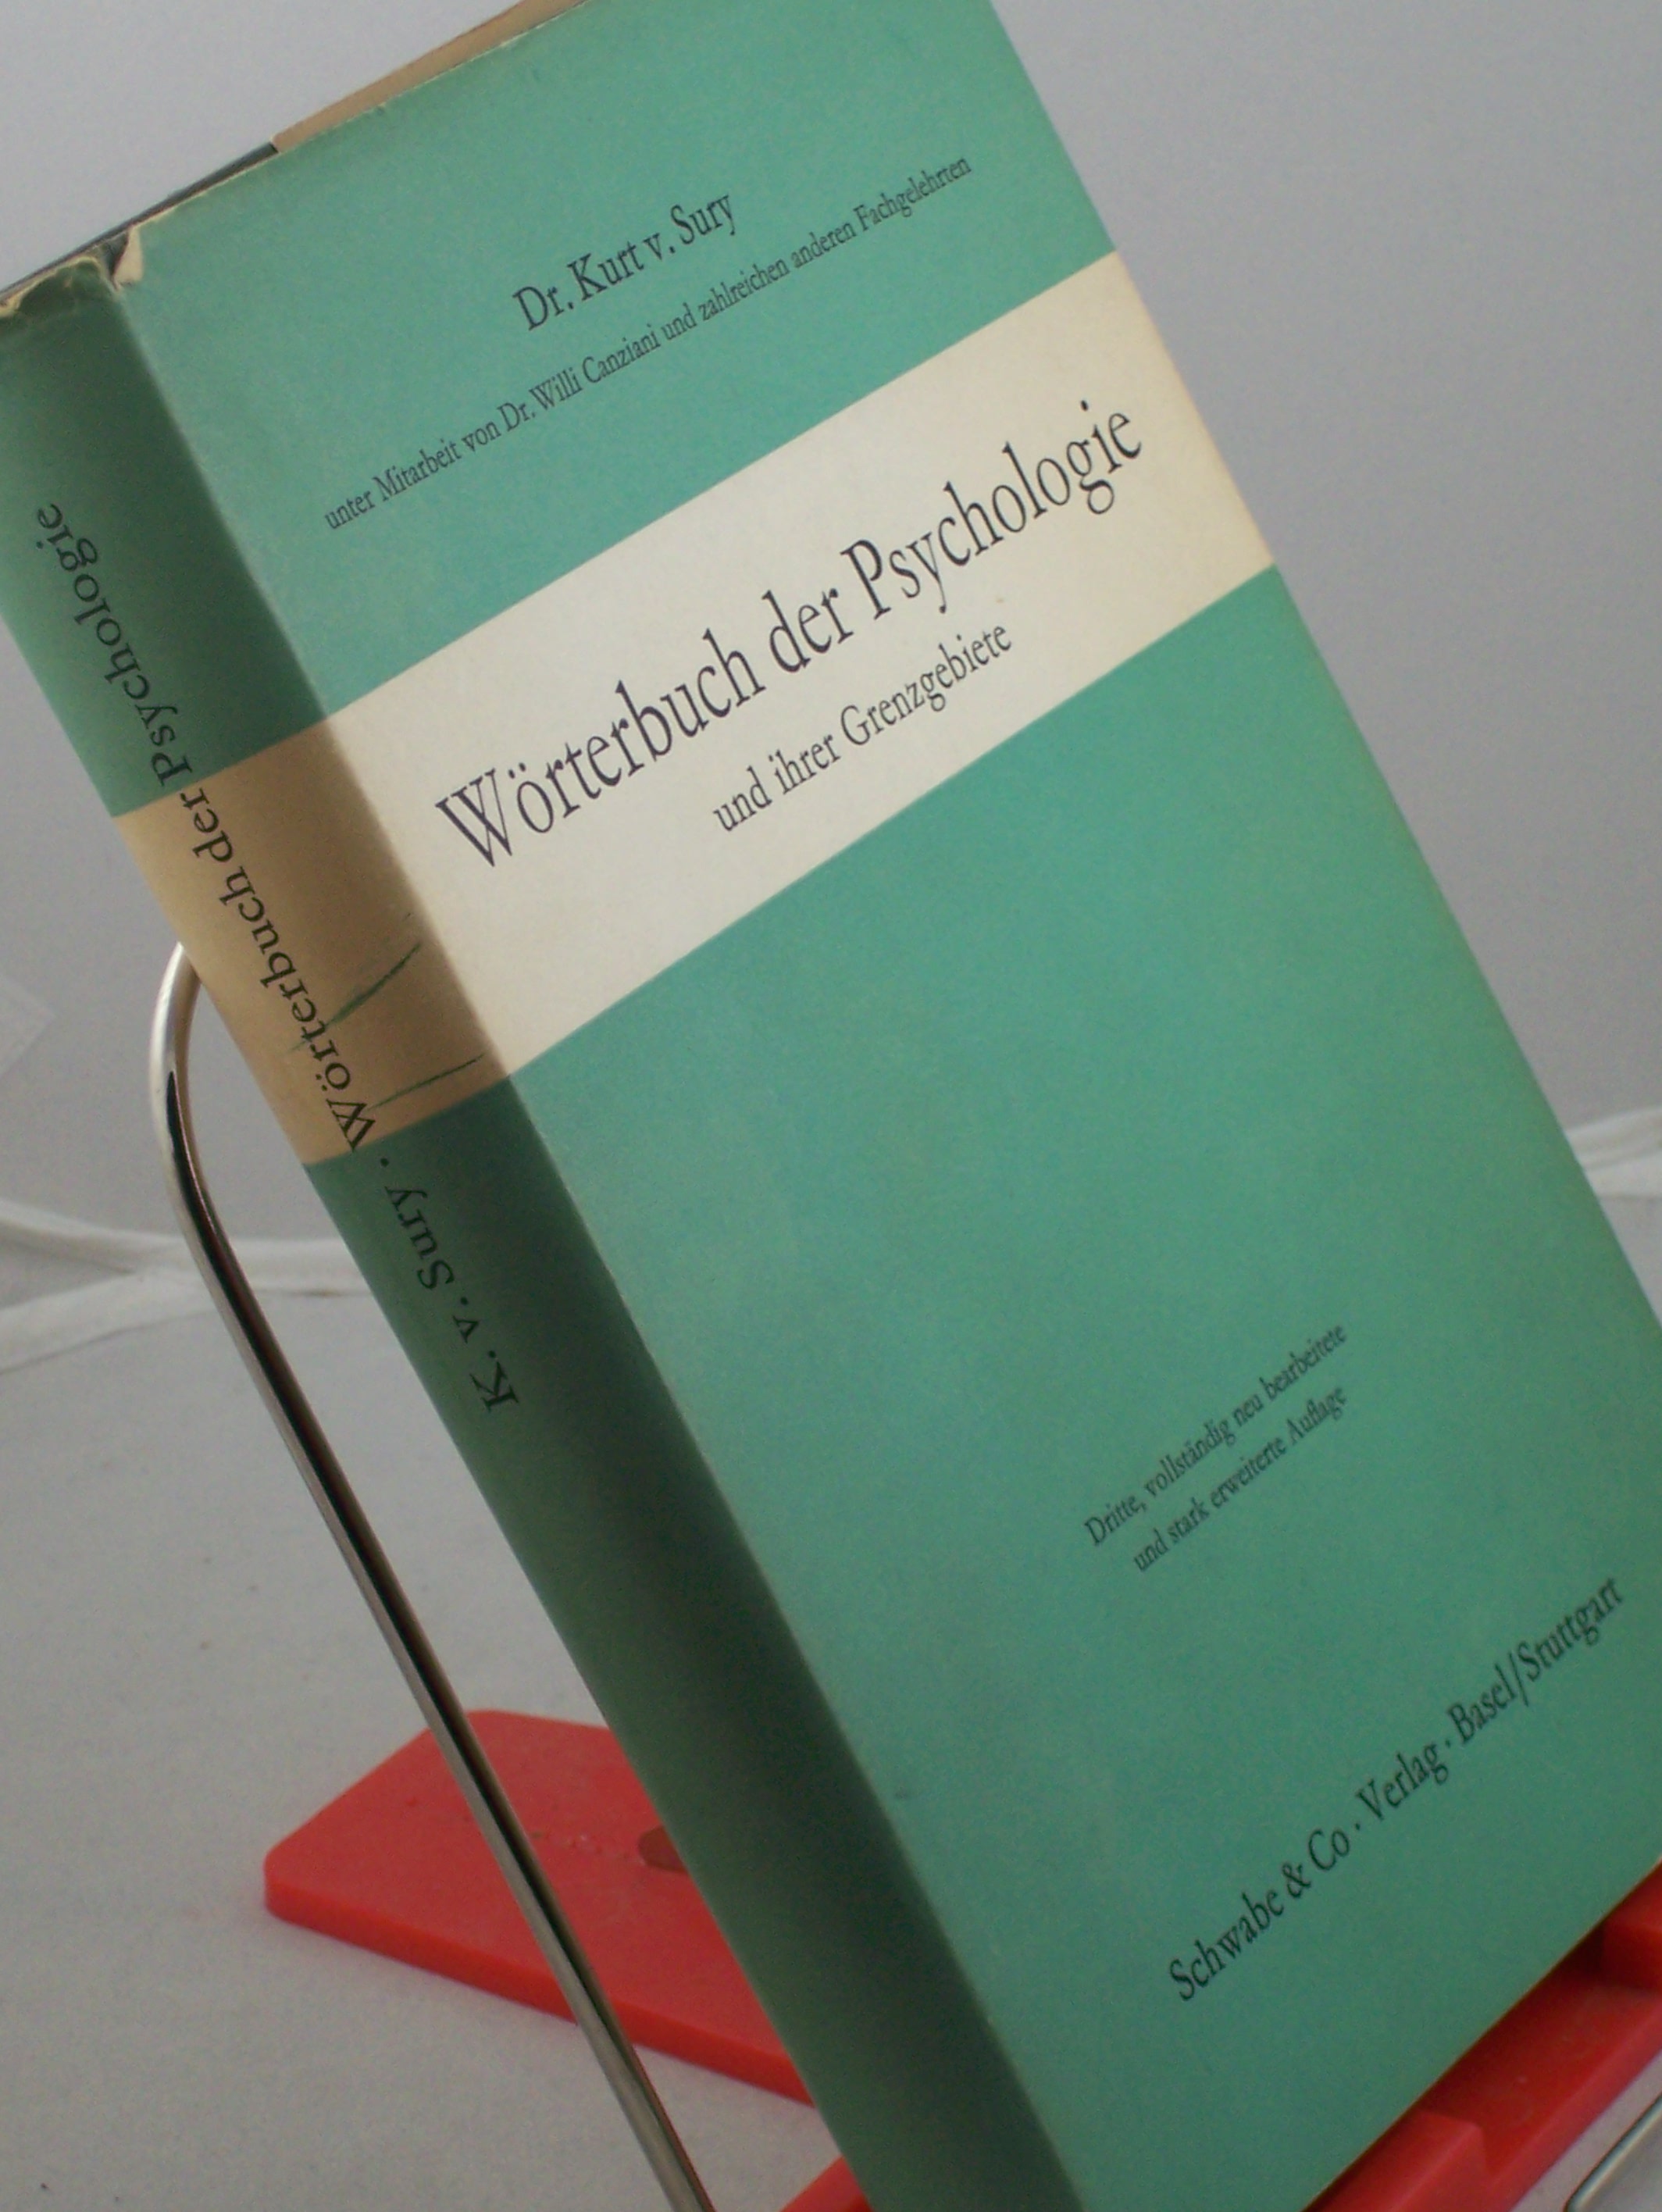 Dr. Kurt v. Sury
unter Mitarbeit von Dr. Willi Canziani und zahlreichen anderen Fachgelehrten
Wörterbuch der Psychologie
und ihrer Grenzgebiete
Dritte, vollständig neu bearbeitete
und stark erweiterte Auflage
Schwabe & Co · Verlag · Basel/Stuttgart
K. v. Sury · Wörterbuch der Psychologie